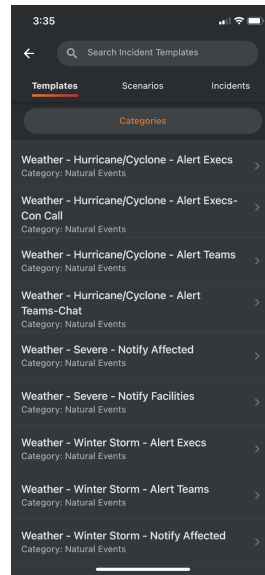 3:35
Search Incident Templates
Templates Scenarios Incidents
Categories
Weather - Hurricane/Cyclone - Alert Execs
Category: Natural Events
Weather - Hurricane/Cyclone - Alert Execs-
Con Call
Category: Natural Events
Weather - Hurricane/Cyclone - Alert Teams
Category: Natural Events
Weather - Hurricane/Cyclone - Alert
Teams-Chat
Category: Natural Events
Weather - Severe - Notify Affected
Category: Natural Events
Weather - Severe - Notify Facilities
Category: Natural Events
Weather - Winter Storm - Alert Execs
Category: Natural Events
Weather - Winter Storm - Alert Teams
Category: Natural Events
Weather - Winter Storm - Notify Affected
Category: Natural Events